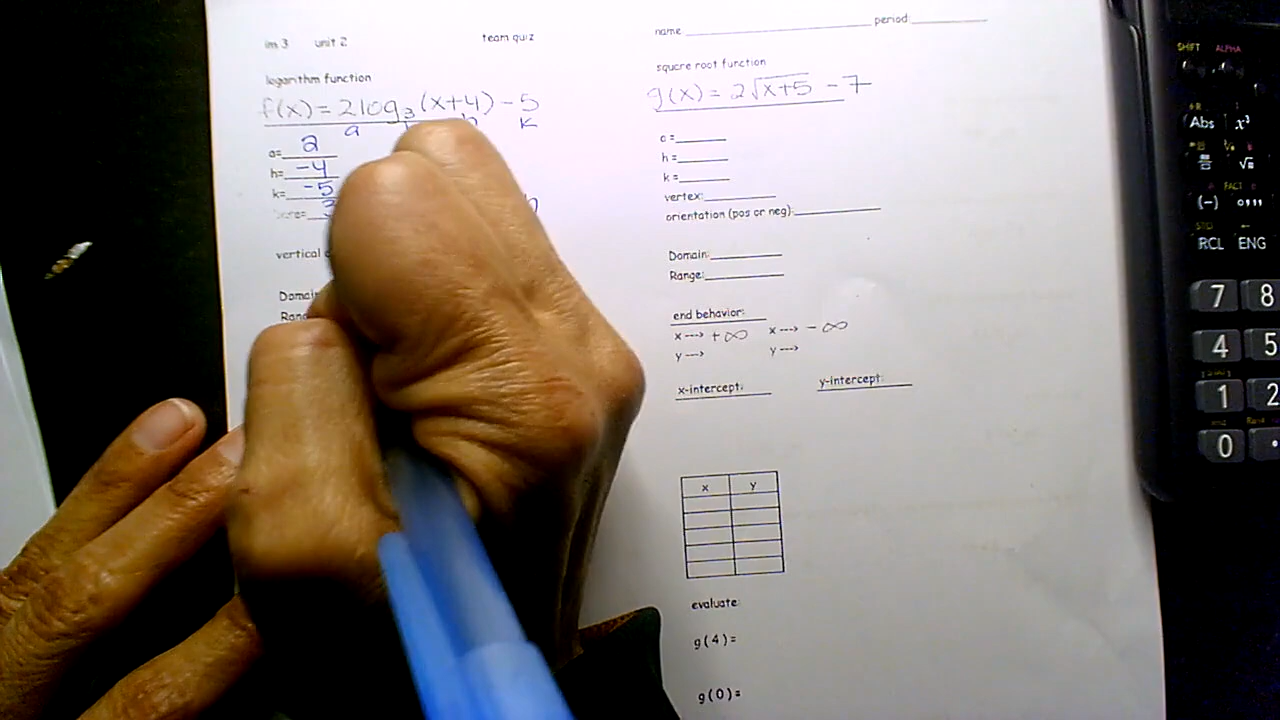 im 3 unit 2 team quiz
logarithm function
f(x) = 2log₃(x+4) - 5
a k
a= 2
h= -4
k= -5
vertical
Domain
name period:
square root function
g(x) = 2√x+5 - 7
a=
h=
k=
vertex:
orientation (pos or neg):
Domain:
Range:
end behavior:
x---> +∞ x---> -∞
y---> y--->
x-intercept: y-intercept:
x y
evaluate:
g(4)=
g(0)=
SHIFT ALPHA
Abs x³
(-)
RCL ENG
7 8
4 5
1 2
0 .